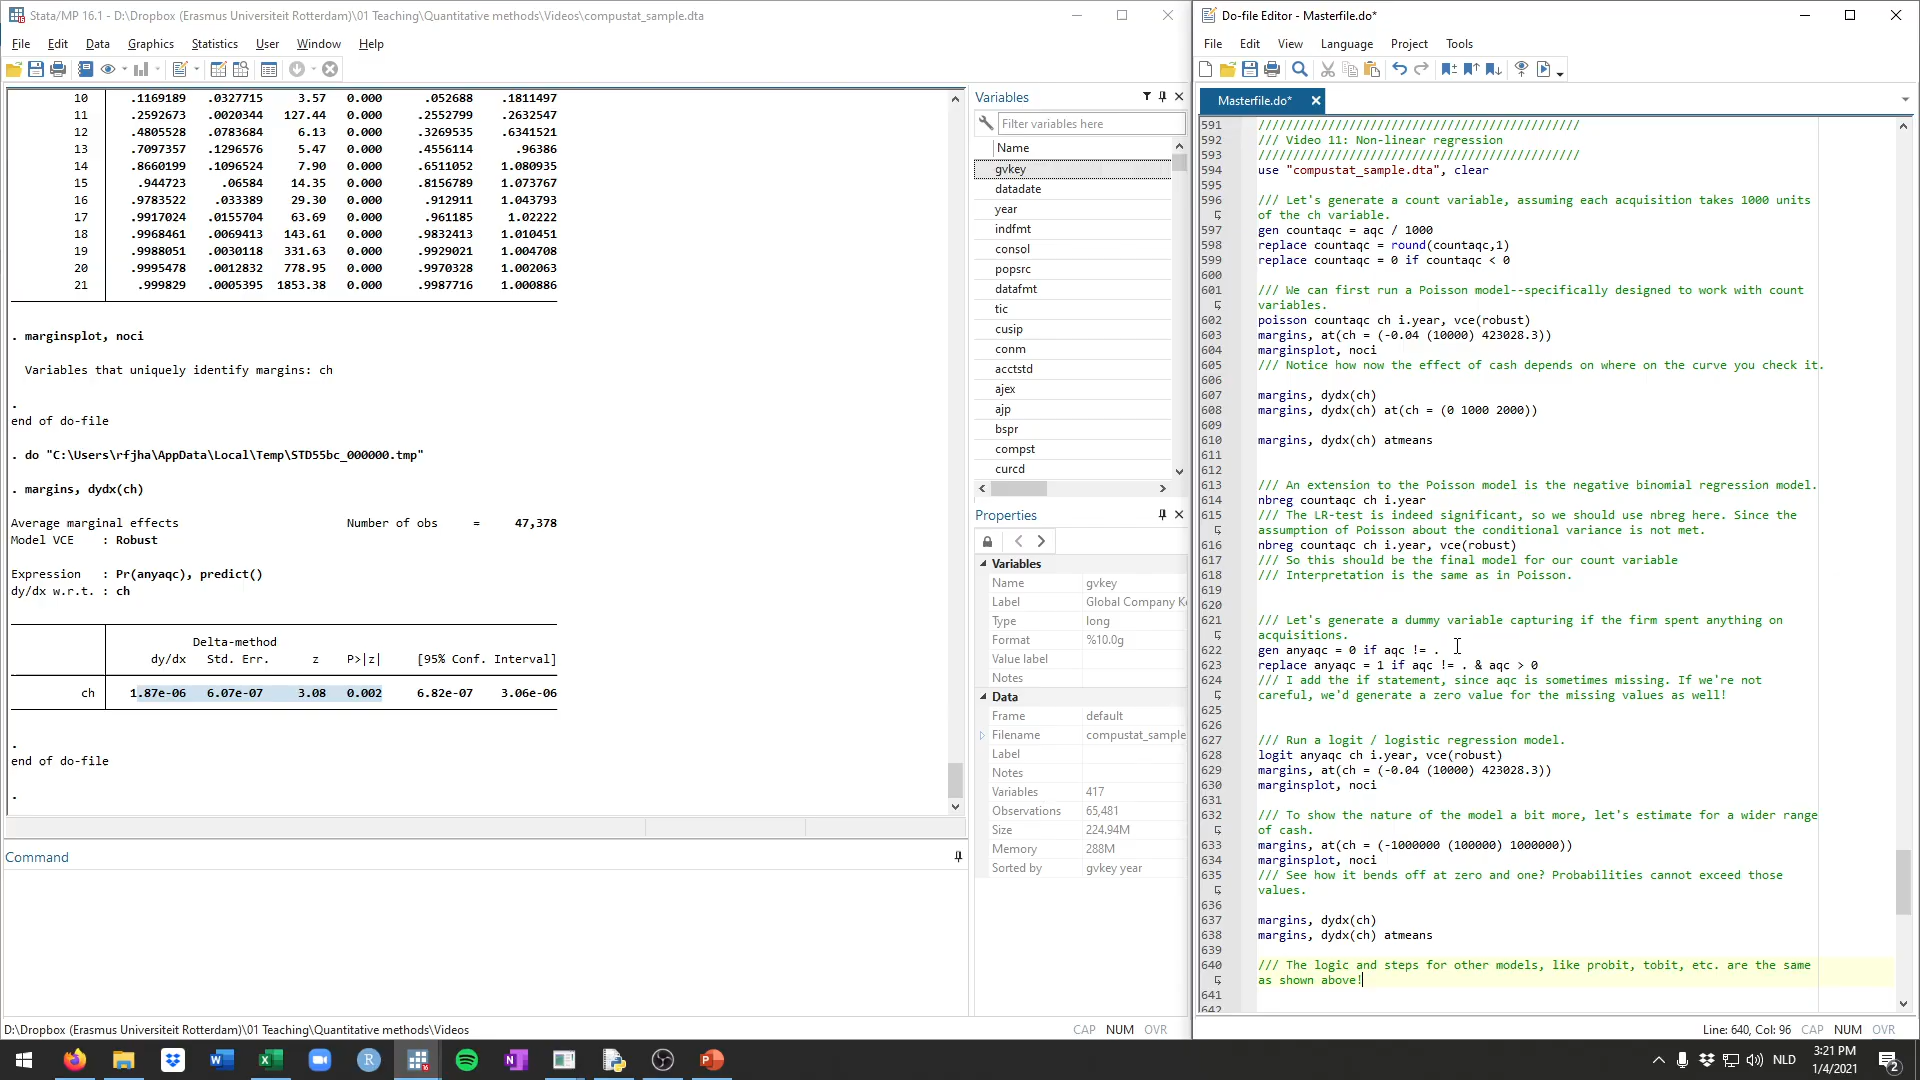 Stata/MP 16.1 - D:\Dropbox (Erasmus Universiteit Rotterdam)\01 Teaching\Quantitative methods\Videos\compustat_sample.dta
File Edit Data Graphics Statistics User Window Help
10 .1169189 .0327715 3.57 0.000 .052688 .1811497
11 .2592673 .0020344 127.44 0.000 .2552799 .2632547
12 .4805528 .0783684 6.13 0.000 .3269535 .6341521
13 .7097357 .1296576 5.47 0.000 .4556114 .96386
14 .8660199 .1096524 7.90 0.000 .6511052 1.080935
15 .944723 .06584 14.35 0.000 .8156789 1.073767
16 .9783522 .033389 29.30 0.000 .912911 1.043793
17 .9917024 .0155704 63.69 0.000 .961185 1.02222
18 .9968461 .0069413 143.61 0.000 .9832413 1.010451
19 .9988051 .0030118 331.63 0.000 .9929021 1.004708
20 .9995478 .0012832 778.95 0.000 .9970328 1.002063
21 .999829 .0005395 1853.38 0.000 .9987716 1.000886
. marginsplot, noci
Variables that uniquely identify margins: ch
.
end of do-file
. do "C:\Users\rfjha\AppData\Local\Temp\STD55bc_000000.tmp"
. margins, dydx(ch)
Average marginal effects Number of obs = 47,378
Model VCE : Robust
Expression : Pr(anyaqc), predict()
dy/dx w.r.t. : ch
Delta-method
dy/dx Std. Err. z P>|z| [95% Conf. Interval]
ch 1.87e-06 6.07e-07 3.08 0.002 6.82e-07 3.06e-06
.
end of do-file
.
Command
D:\Dropbox (Erasmus Universiteit Rotterdam)\01 Teaching\Quantitative methods\Videos
CAP NUM OVR
Variables
Filter variables here
Name
gvkey
datadate
year
indfmt
consol
popsrc
datafmt
tic
cusip
conm
acctstd
ajex
ajp
bspr
compst
curcd
Properties
Variables
Name gvkey
Label Global Company K
Type long
Format %10.0g
Value label
Notes
Data
Frame default
Filename compustat_sample
Label
Notes
Variables 417
Observations 65,481
Size 224.94M
Memory 288M
Sorted by gvkey year
Do-file Editor - Masterfile.do*
File Edit View Language Project Tools
Masterfile.do*
591 //////////////////////////////////////////////
592 /// Video 11: Non-linear regression
593 //////////////////////////////////////////////
594 use "compustat_sample.dta", clear
595
596 /// Let's generate a count variable, assuming each acquisition takes 1000 units
of the ch variable.
597 gen countaqc = aqc / 1000
598 replace countaqc = round(countaqc,1)
599 replace countaqc = 0 if countaqc < 0
600
601 /// We can first run a Poisson model--specifically designed to work with count
variables.
602 poisson countaqc ch i.year, vce(robust)
603 margins, at(ch = (-0.04 (10000) 423028.3))
604 marginsplot, noci
605 /// Notice how now the effect of cash depends on where on the curve you check it.
606
607 margins, dydx(ch)
608 margins, dydx(ch) at(ch = (0 1000 2000))
609
610 margins, dydx(ch) atmeans
611
612
613 /// An extension to the Poisson model is the negative binomial regression model.
614 nbreg countaqc ch i.year
615 /// The LR-test is indeed significant, so we should use nbreg here. Since the
assumption of Poisson about the conditional variance is not met.
616 nbreg countaqc ch i.year, vce(robust)
617 /// So this should be the final model for our count variable
618 /// Interpretation is the same as in Poisson.
619
620
621 /// Let's generate a dummy variable capturing if the firm spent anything on
acquisitions.
622 gen anyaqc = 0 if aqc != .
623 replace anyaqc = 1 if aqc != . & aqc > 0
624 /// I add the if statement, since aqc is sometimes missing. If we're not
careful, we'd generate a zero value for the missing values as well!
625
626
627 /// Run a logit / logistic regression model.
628 logit anyaqc ch i.year, vce(robust)
629 margins, at(ch = (-0.04 (10000) 423028.3))
630 marginsplot, noci
631
632 /// To show the nature of the model a bit more, let's estimate for a wider range
of cash.
633 margins, at(ch = (-1000000 (100000) 1000000))
634 marginsplot, noci
635 /// See how it bends off at zero and one? Probabilities cannot exceed those
values.
636
637 margins, dydx(ch)
638 margins, dydx(ch) atmeans
639
640 /// The logic and steps for other models, like probit, tobit, etc. are the same
as shown above!
641
642
Line: 640, Col: 96 CAP NUM OVR
NLD
3:21 PM
1/4/2021
2